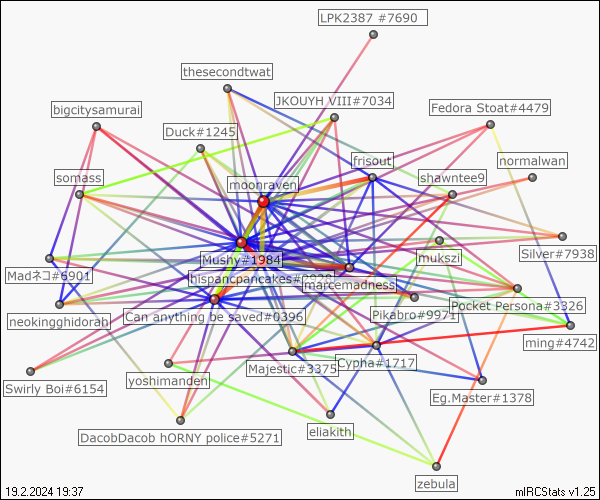 LPK2387 #7690
thesecondtwat
JKOUYH VIII#7034
bigcitysamurai
Fedora Stoat#4479
Duck#1245
frisout
normalwan
somass
moonraven
shawntee9
Mushy#1984
mukszi
Silver#7938
Madネコ#6901
marcemadness
Pocket Persona#3326
neokingghidorah
Can anything be saved#0396
Pikabro#9971
ming#4742
Majestic#3375
Cypha#1717
Swirly Boi#6154
yoshimanden
Eg.Master#1378
DacobDacob hORNY police#5271
eliakith
zebula
19.2.2024 19:37
mIRCStats v1.25